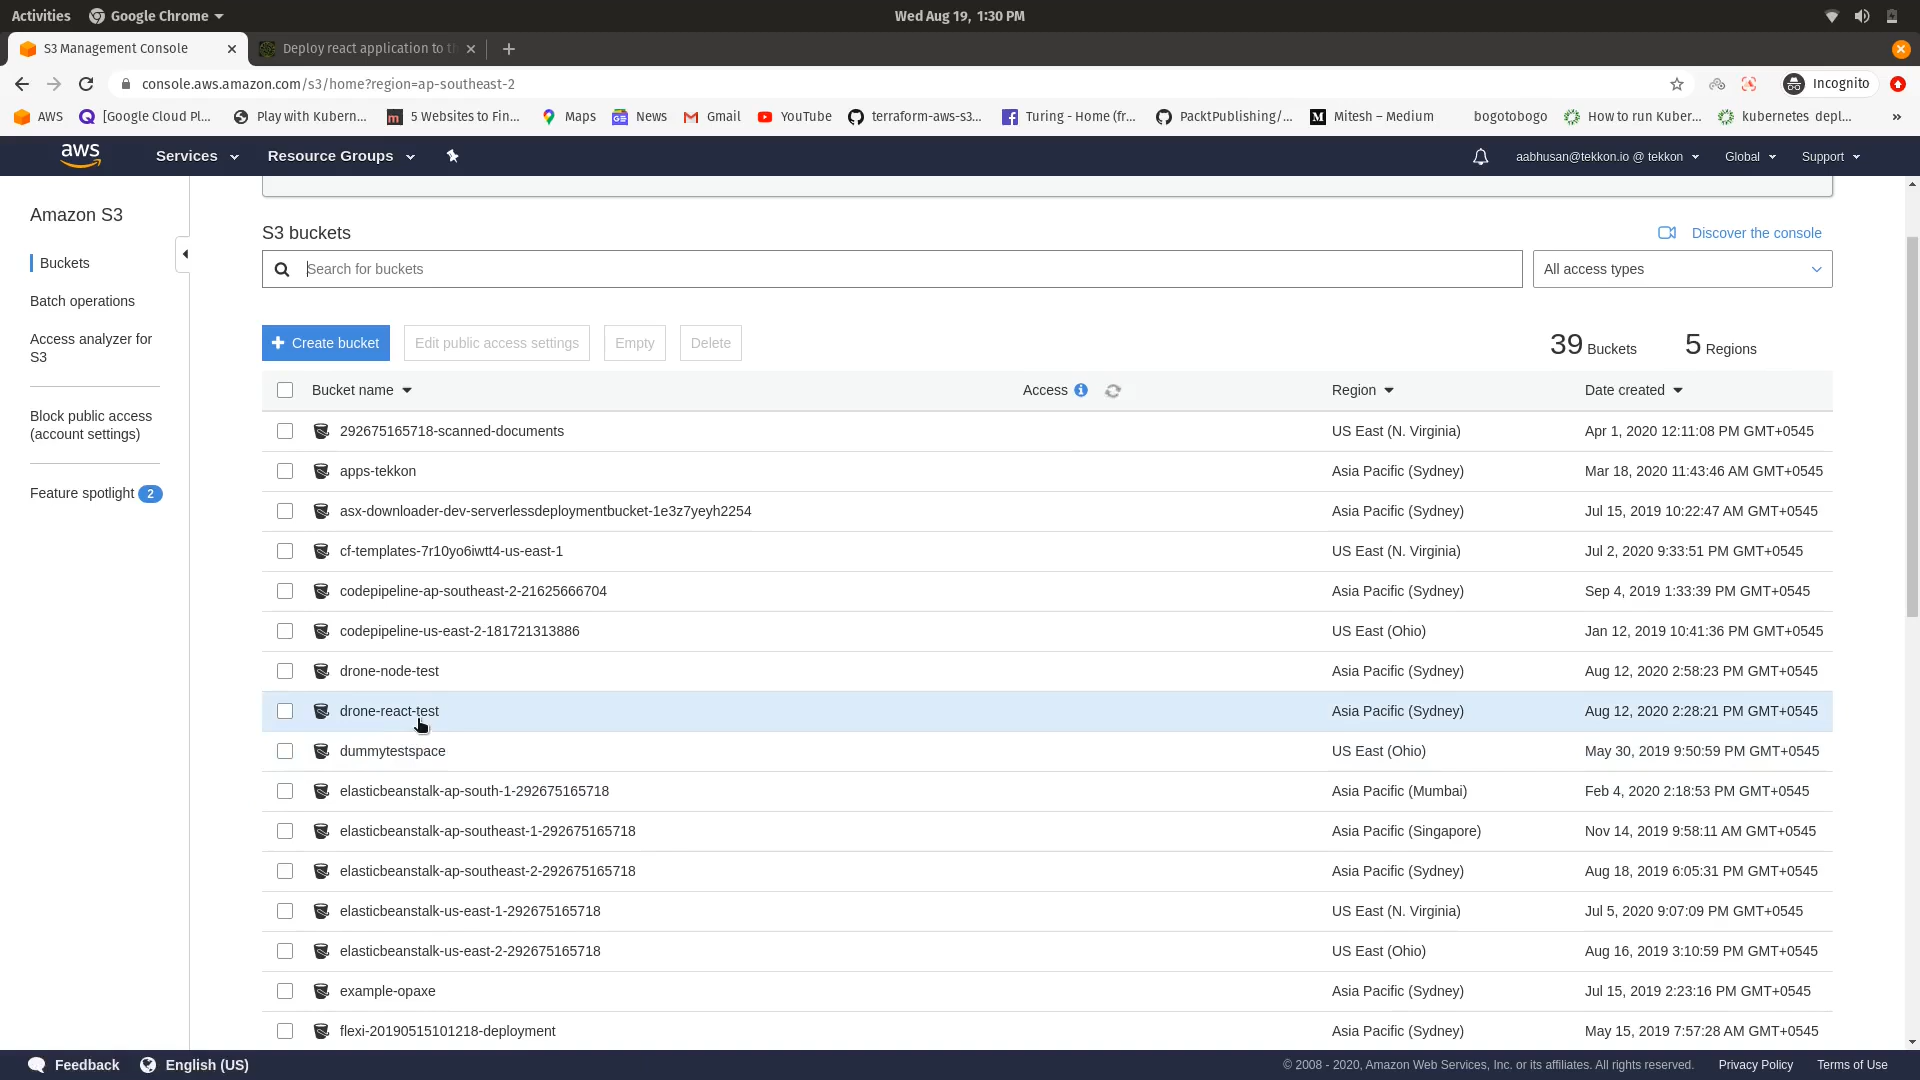 Activities Google Chrome Wed Aug 19, 1:30 PM
S3 Management Console Deploy react application to th
console.aws.amazon.com/s3/home?region=ap-southeast-2 Incognito
AWS [Google Cloud Pl... Play with Kubern... 5 Websites to Fin... Maps News Gmail YouTube terraform-aws-s3... Turing - Home (fr... PacktPublishing/... Mitesh – Medium bogotobogo How to run Kuber... kubernetes depl... »
aws Services Resource Groups aabhusan@tekkon.io @ tekkon Global Support
Amazon S3
Buckets
Batch operations
Access analyzer for
S3
Block public access
(account settings)
Feature spotlight 2
S3 buckets Discover the console
Search for buckets All access types
Create bucket Edit public access settings Empty Delete 39 Buckets 5 Regions
Bucket name Access Region Date created
292675165718-scanned-documents US East (N. Virginia) Apr 1, 2020 12:11:08 PM GMT+0545
apps-tekkon Asia Pacific (Sydney) Mar 18, 2020 11:43:46 AM GMT+0545
asx-downloader-dev-serverlessdeploymentbucket-1e3z7yeyh2254 Asia Pacific (Sydney) Jul 15, 2019 10:22:47 AM GMT+0545
cf-templates-7r10yo6iwtt4-us-east-1 US East (N. Virginia) Jul 2, 2020 9:33:51 PM GMT+0545
codepipeline-ap-southeast-2-21625666704 Asia Pacific (Sydney) Sep 4, 2019 1:33:39 PM GMT+0545
codepipeline-us-east-2-181721313886 US East (Ohio) Jan 12, 2019 10:41:36 PM GMT+0545
drone-node-test Asia Pacific (Sydney) Aug 12, 2020 2:58:23 PM GMT+0545
drone-react-test Asia Pacific (Sydney) Aug 12, 2020 2:28:21 PM GMT+0545
dummytestspace US East (Ohio) May 30, 2019 9:50:59 PM GMT+0545
elasticbeanstalk-ap-south-1-292675165718 Asia Pacific (Mumbai) Feb 4, 2020 2:18:53 PM GMT+0545
elasticbeanstalk-ap-southeast-1-292675165718 Asia Pacific (Singapore) Nov 14, 2019 9:58:11 AM GMT+0545
elasticbeanstalk-ap-southeast-2-292675165718 Asia Pacific (Sydney) Aug 18, 2019 6:05:31 PM GMT+0545
elasticbeanstalk-us-east-1-292675165718 US East (N. Virginia) Jul 5, 2020 9:07:09 PM GMT+0545
elasticbeanstalk-us-east-2-292675165718 US East (Ohio) Aug 16, 2019 3:10:59 PM GMT+0545
example-opaxe Asia Pacific (Sydney) Jul 15, 2019 2:23:16 PM GMT+0545
flexi-20190515101218-deployment Asia Pacific (Sydney) May 15, 2019 7:57:28 AM GMT+0545
Feedback English (US) © 2008 - 2020, Amazon Web Services, Inc. or its affiliates. All rights reserved. Privacy Policy Terms of Use